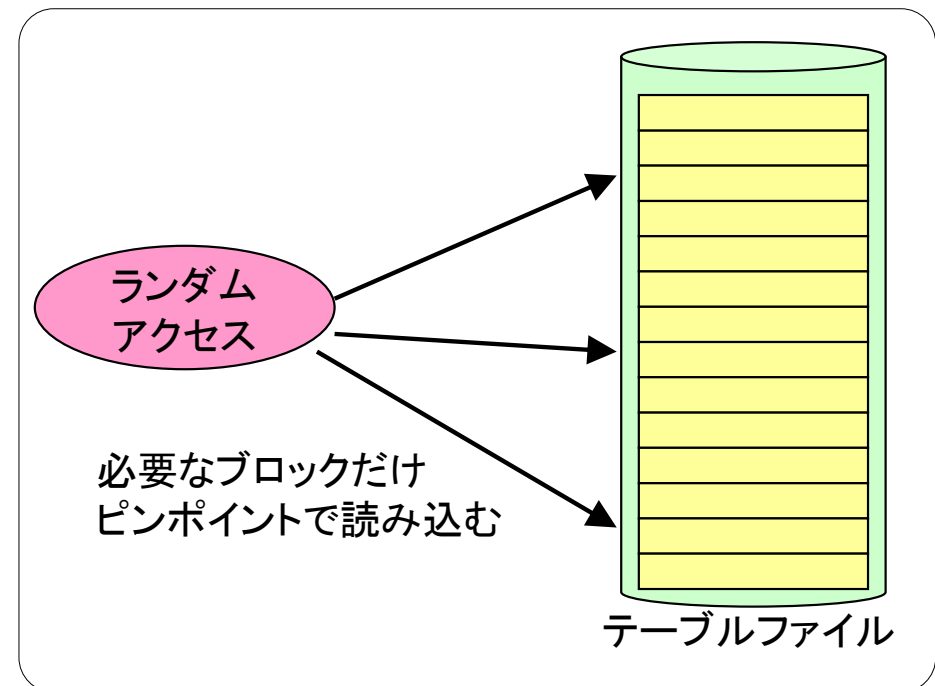 ランダム
アクセス
必要なブロックだけ
ピンポイントで読み込む
テーブルファイル